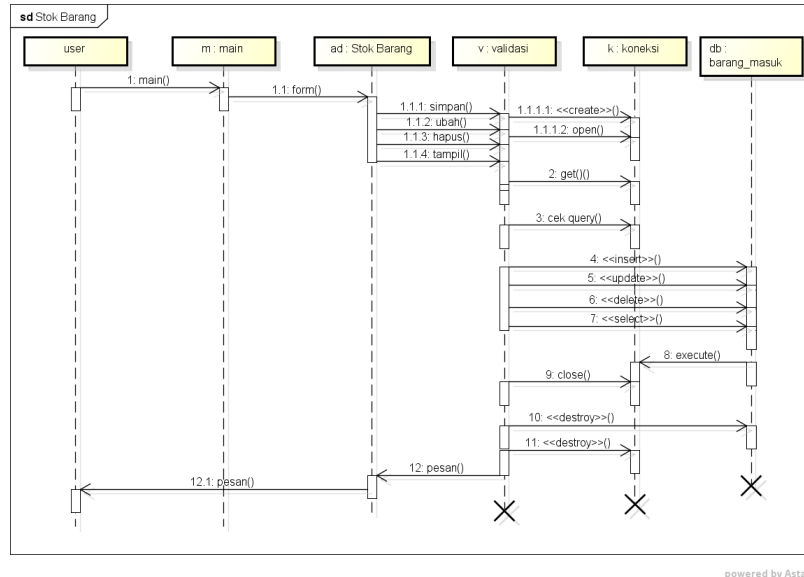 sd Stok Barang
user
m : main
ad : Stok Barang
v : validasi
k : koneksi
db :
barang_masuk
1: main()
1.1: form()
1.1.1: simpan()
1.1.1.1: <<create>>()
1.1.2: ubah()
1.1.1.2: open()
1.1.3: hapus()
1.1.4: tampil()
2: get()()
3: cek query()
4: <<insert>>()
5: <<update>>()
6: <<delete>>()
7: <<select>>()
8: execute()
9: close()
10: <<destroy>>()
11: <<destroy>>()
12: pesan()
12.1: pesan()
powered by Asta